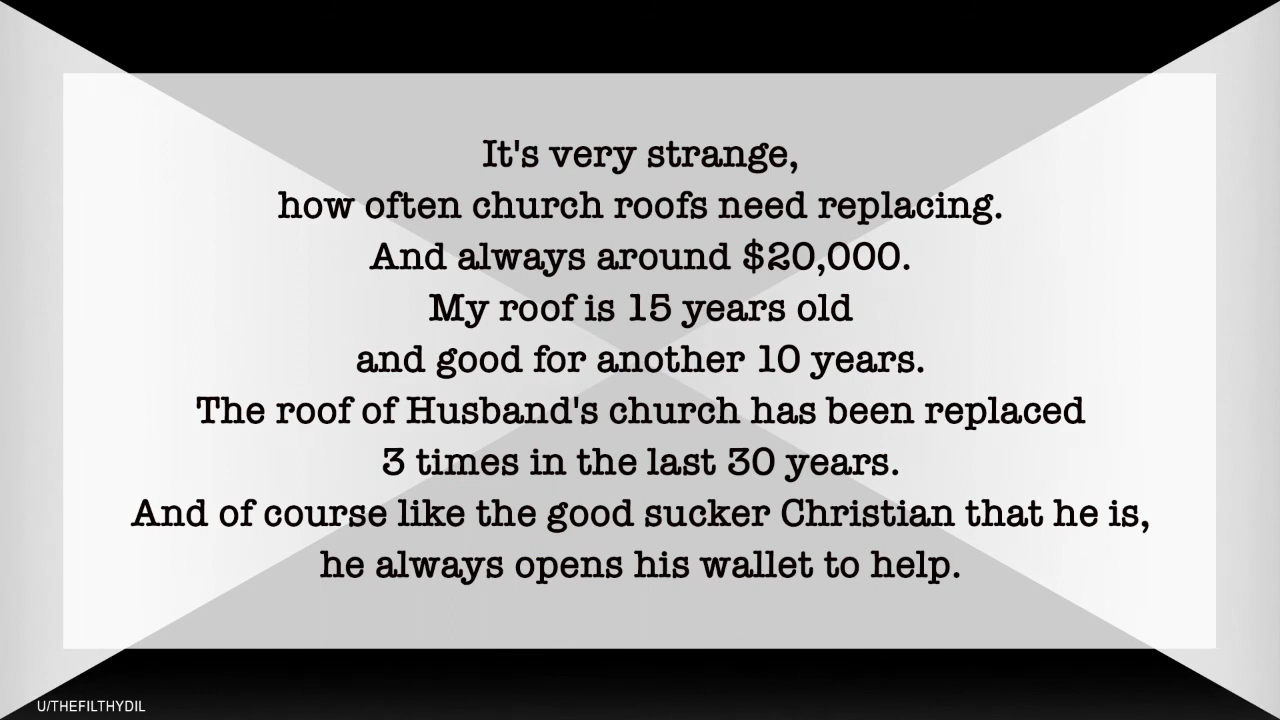 It's very strange,
how often church roofs need replacing.
And always around $20,000.
My roof is 15 years old
and good for another 10 years.
The roof of Husband's church has been replaced
3 times in the last 30 years.
And of course like the good sucker Christian that he is,
he always opens his wallet to help.
U/THEFILTHYDIL